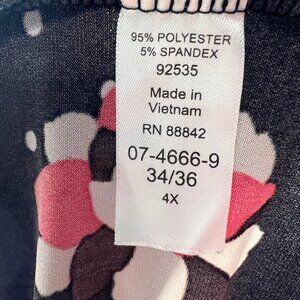 95% POLYESTER
5% SPANDEX
92535
Made in
Vietnam
RN 88842
07-4666-9
34/36
4X